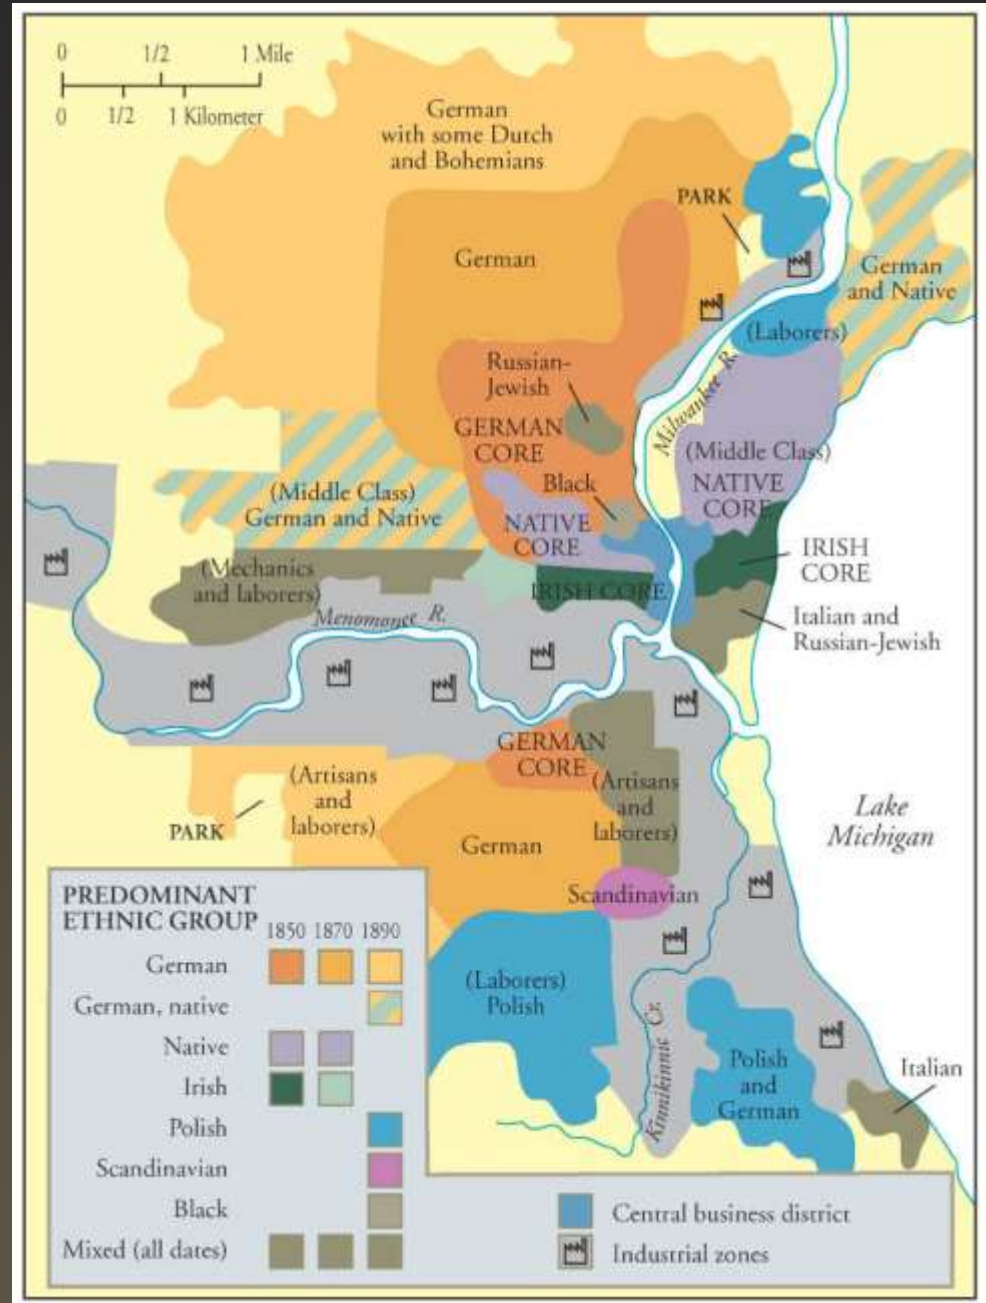 0 1/2 1 Mile
0 1/2 1 Kilometer
German
with some Dutch
and Bohemians
PARK
German
German
and Native
(Laborers)
Milwaukee R.
Russian-
Jewish
GERMAN
CORE
(Middle Class)
NATIVE
CORE
Black
(Middle Class)
German and Native
NATIVE
CORE
IRISH
CORE
(Mechanics
and laborers)
IRISH CORE
Menomonet R.
Italian and
Russian-Jewish
GERMAN
CORE
(Artisans
and
laborers)
(Artisans
and
laborers)
PARK
German
Lake
Michigan
Scandinavian
(Laborers)
Polish
Kinnikinnic Cr.
Polish
and
German
Italian
PREDOMINANT
ETHNIC GROUP
1850 1870 1890
German
German, native
Native
Irish
Polish
Scandinavian
Black
Mixed (all dates)
Central business district
Industrial zones